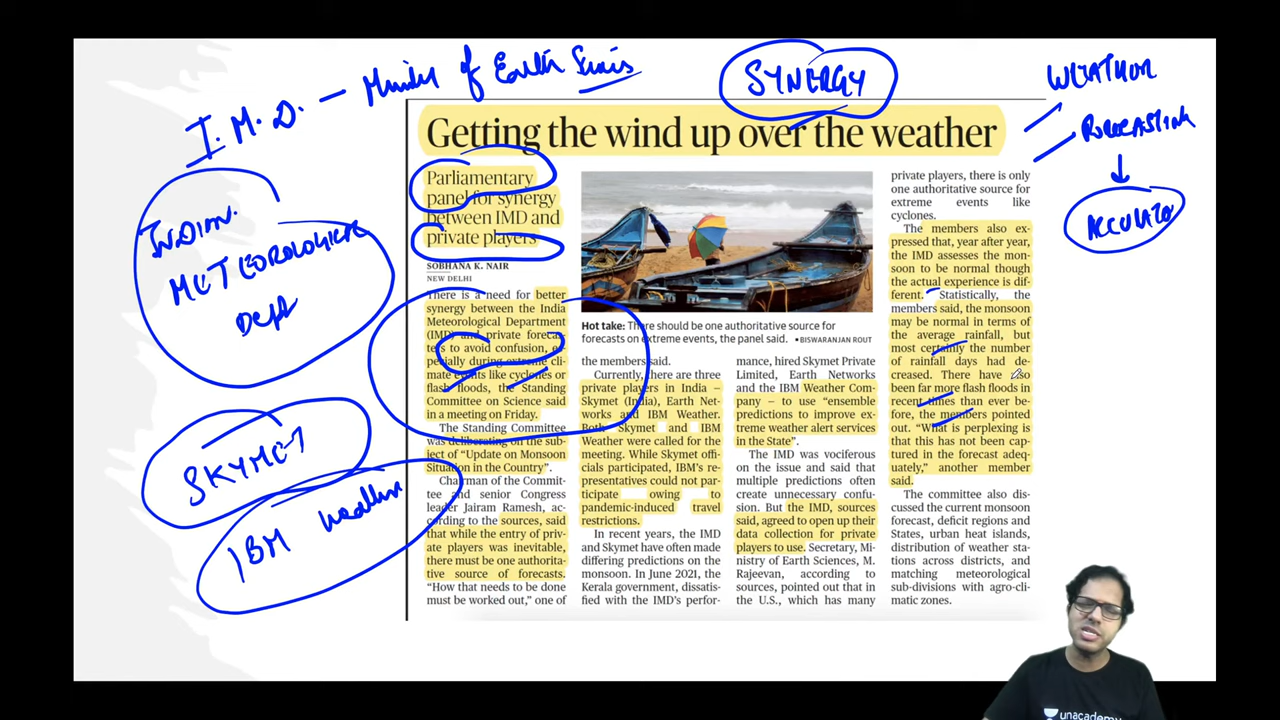 I. M. D. – Ministry of Earth Sciences
SYNERGY
WEATHER
FORECASTING
ACCURATE
INDIAN
METEOROLOGICAL
Deptt
SKYMET
IBM Weather
Getting the wind up over the weather
Parliamentary
panel for synergy
between IMD and
private players
SOBHANA K. NAIR
NEW DELHI
There is a need for better
synergy between the India
Meteorological Department
(IMD) and private forecas-
ters to avoid confusion, es-
pecially during extreme cli-
mate events like cyclones or
flash floods, the Standing
Committee on Science said
in a meeting on Friday.
The Standing Committee
was deliberating on the sub-
ject of “Update on Monsoon
Situation in the Country”.
Chairman of the Commit-
tee and senior Congress
leader Jairam Ramesh, ac-
cording to the sources, said
that while the entry of priv-
ate players was inevitable,
there must be one authorita-
tive source of forecasts.
“How that needs to be done
must be worked out,” one of
Hot take: There should be one authoritative source for
forecasts on extreme events, the panel said. •BISWARANJAN ROUT
the members said.
Currently, there are three
private players in India –
Skymet (India), Earth Net-
works and IBM Weather.
Both Skymet and IBM
Weather were called for the
meeting. While Skymet of-
ficials participated, IBM’s re-
presentatives could not par-
ticipate owing to
pandemic-induced travel
restrictions.
In recent years, the IMD
and Skymet have often made
differing predictions on the
monsoon. In June 2021, the
Kerala government, dissatis-
fied with the IMD’s perfor-
mance, hired Skymet Private
Limited, Earth Networks
and the IBM Weather Com-
pany – to use “ensemble
predictions to improve ex-
treme weather alert services
in the State”.
The IMD was vociferous
on the issue and said that
multiple predictions often
create unnecessary confu-
sion. But the IMD, sources
said, agreed to open up their
data collection for private
players to use. Secretary, Mi-
nistry of Earth Sciences, M.
Rajeevan, according to
sources, pointed out that in
the U.S., which has many
private players, there is only
one authoritative source for
extreme events like
cyclones.
The members also ex-
pressed that, year after year,
the IMD assesses the mon-
soon to be normal though
the actual experience is dif-
ferent. Statistically, the
members said, the monsoon
may be normal in terms of
the average rainfall, but
most certainly the number
of rainfall days had de-
creased. There have also
been far more flash floods in
recent times than ever be-
fore, the members pointed
out. “What is perplexing is
that this has not been cap-
tured in the forecast adeq-
uately,” another member
said.
The committee also dis-
cussed the current monsoon
forecast, deficit regions and
States, urban heat islands,
distribution of weather sta-
tions across districts, and
matching meteorological
sub-divisions with agro-cli-
matic zones.
unacademy